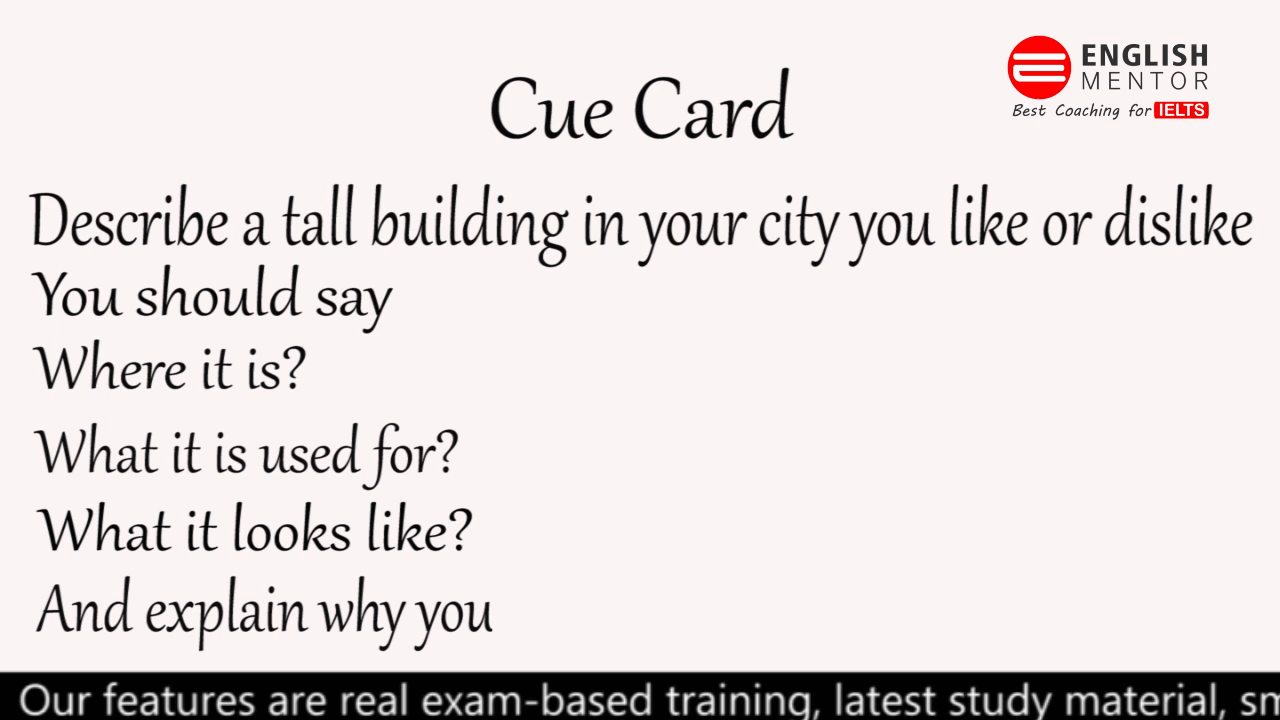 ENGLISH
MENTOR
Best Coaching for IELTS
Cue Card
Describe a tall building in your city you like or dislike
You should say
Where it is?
What it is used for?
What it looks like?
And explain why you
Our features are real exam-based training, latest study material,